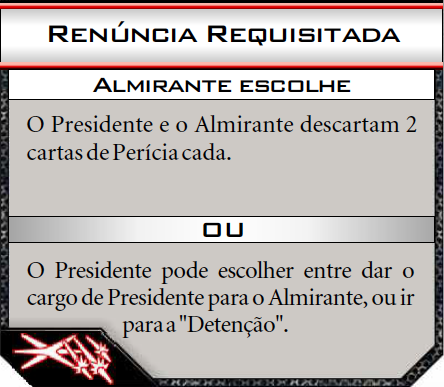 Renúncia Requisitada
Almirante escolhe
O Presidente e o Almirante descartam 2
cartas de Perícia cada.
OU
O Presidente pode escolher entre dar o
cargo de Presidente para o Almirante, ou ir
para a "Detenção".